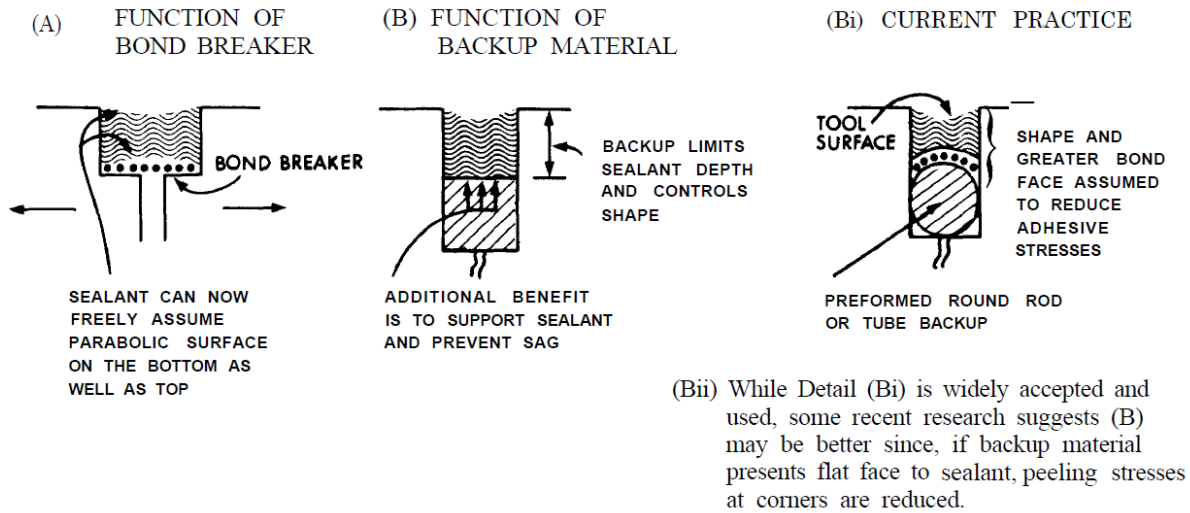 (A) FUNCTION OF
BOND BREAKER
BOND BREAKER
SEALANT CAN NOW
FREELY ASSUME
PARABOLIC SURFACE
ON THE BOTTOM AS
WELL AS TOP
(B) FUNCTION OF
BACKUP MATERIAL
BACKUP LIMITS
SEALANT DEPTH
AND CONTROLS
SHAPE
ADDITIONAL BENEFIT
IS TO SUPPORT SEALANT
AND PREVENT SAG
(Bi) CURRENT PRACTICE
TOOL
SURFACE
SHAPE AND
GREATER BOND
FACE ASSUMED
TO REDUCE
ADHESIVE
STRESSES
PREFORMED ROUND ROD
OR TUBE BACKUP
(Bii) While Detail (Bi) is widely accepted and
used, some recent research suggests (B)
may be better since, if backup material
presents flat face to sealant, peeling stresses
at corners are reduced.